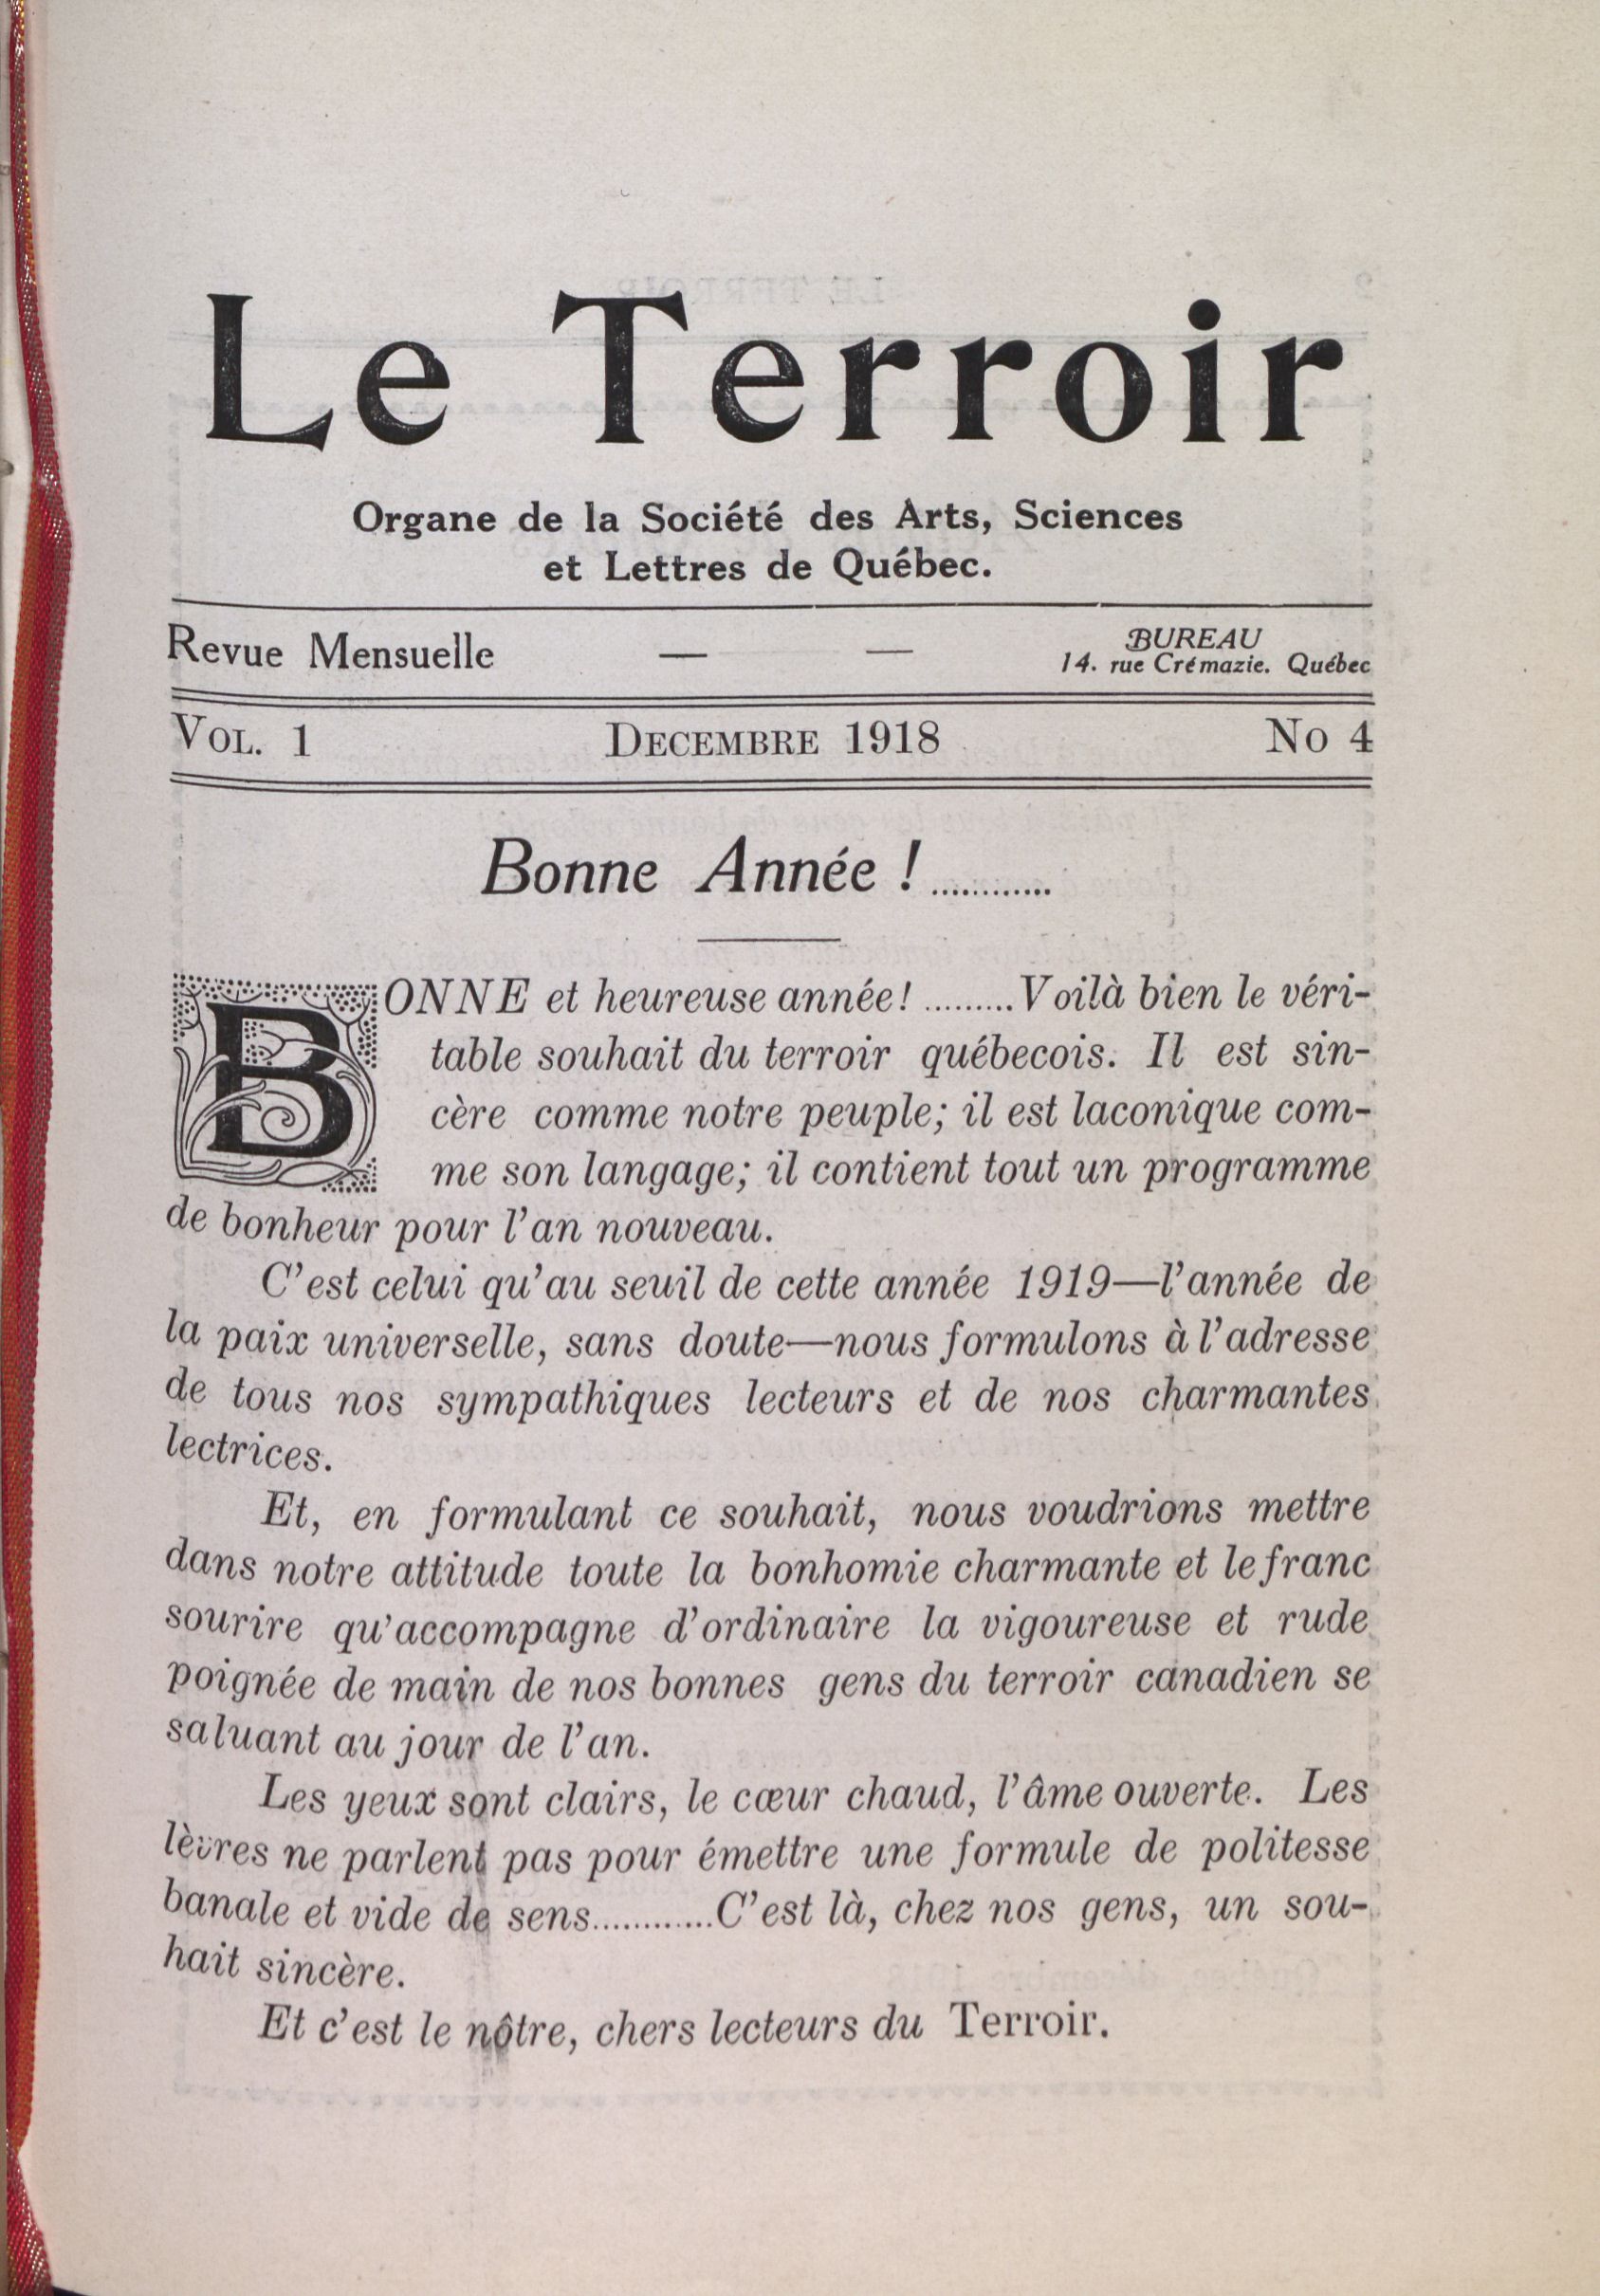 Le Terroir
Organe de la Société des Arts, Sciences
et Lettres de Québec.
Revue Mensuelle — — BUREAU
14. rue Crémazie. Québec
VOL. 1 DECEMBRE 1918 No 4
Bonne Année ! ............
BONNE et heureuse année! .........Voilà bien le véri-
table souhait du terroir québecois. Il est sin-
cère comme notre peuple; il est laconique com-
me son langage; il contient tout un programme
de bonheur pour l'an nouveau.
C'est celui qu'au seuil de cette année 1919—l'année de
la paix universelle, sans doute—nous formulons à l'adresse
de tous nos sympathiques lecteurs et de nos charmantes
lectrices.
Et, en formulant ce souhait, nous voudrions mettre
dans notre attitude toute la bonhomie charmante et le franc
sourire qu'accompagne d'ordinaire la vigoureuse et rude
poignée de main de nos bonnes gens du terroir canadien se
saluant au jour de l'an.
Les yeux sont clairs, le cœur chaud, l'âme ouverte. Les
lèvres ne parlent pas pour émettre une formule de politesse
banale et vide de sens............C'est là, chez nos gens, un sou-
hait sincère.
Et c'est le nôtre, chers lecteurs du Terroir.